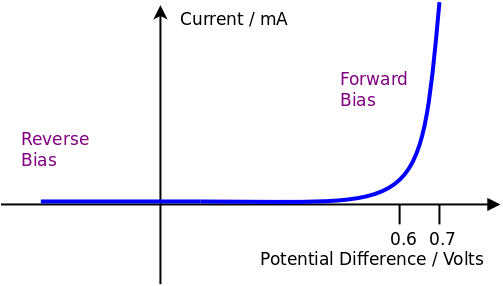 Current / mA
Forward
Bias
Reverse
Bias
0.6 0.7
Potential Difference / Volts